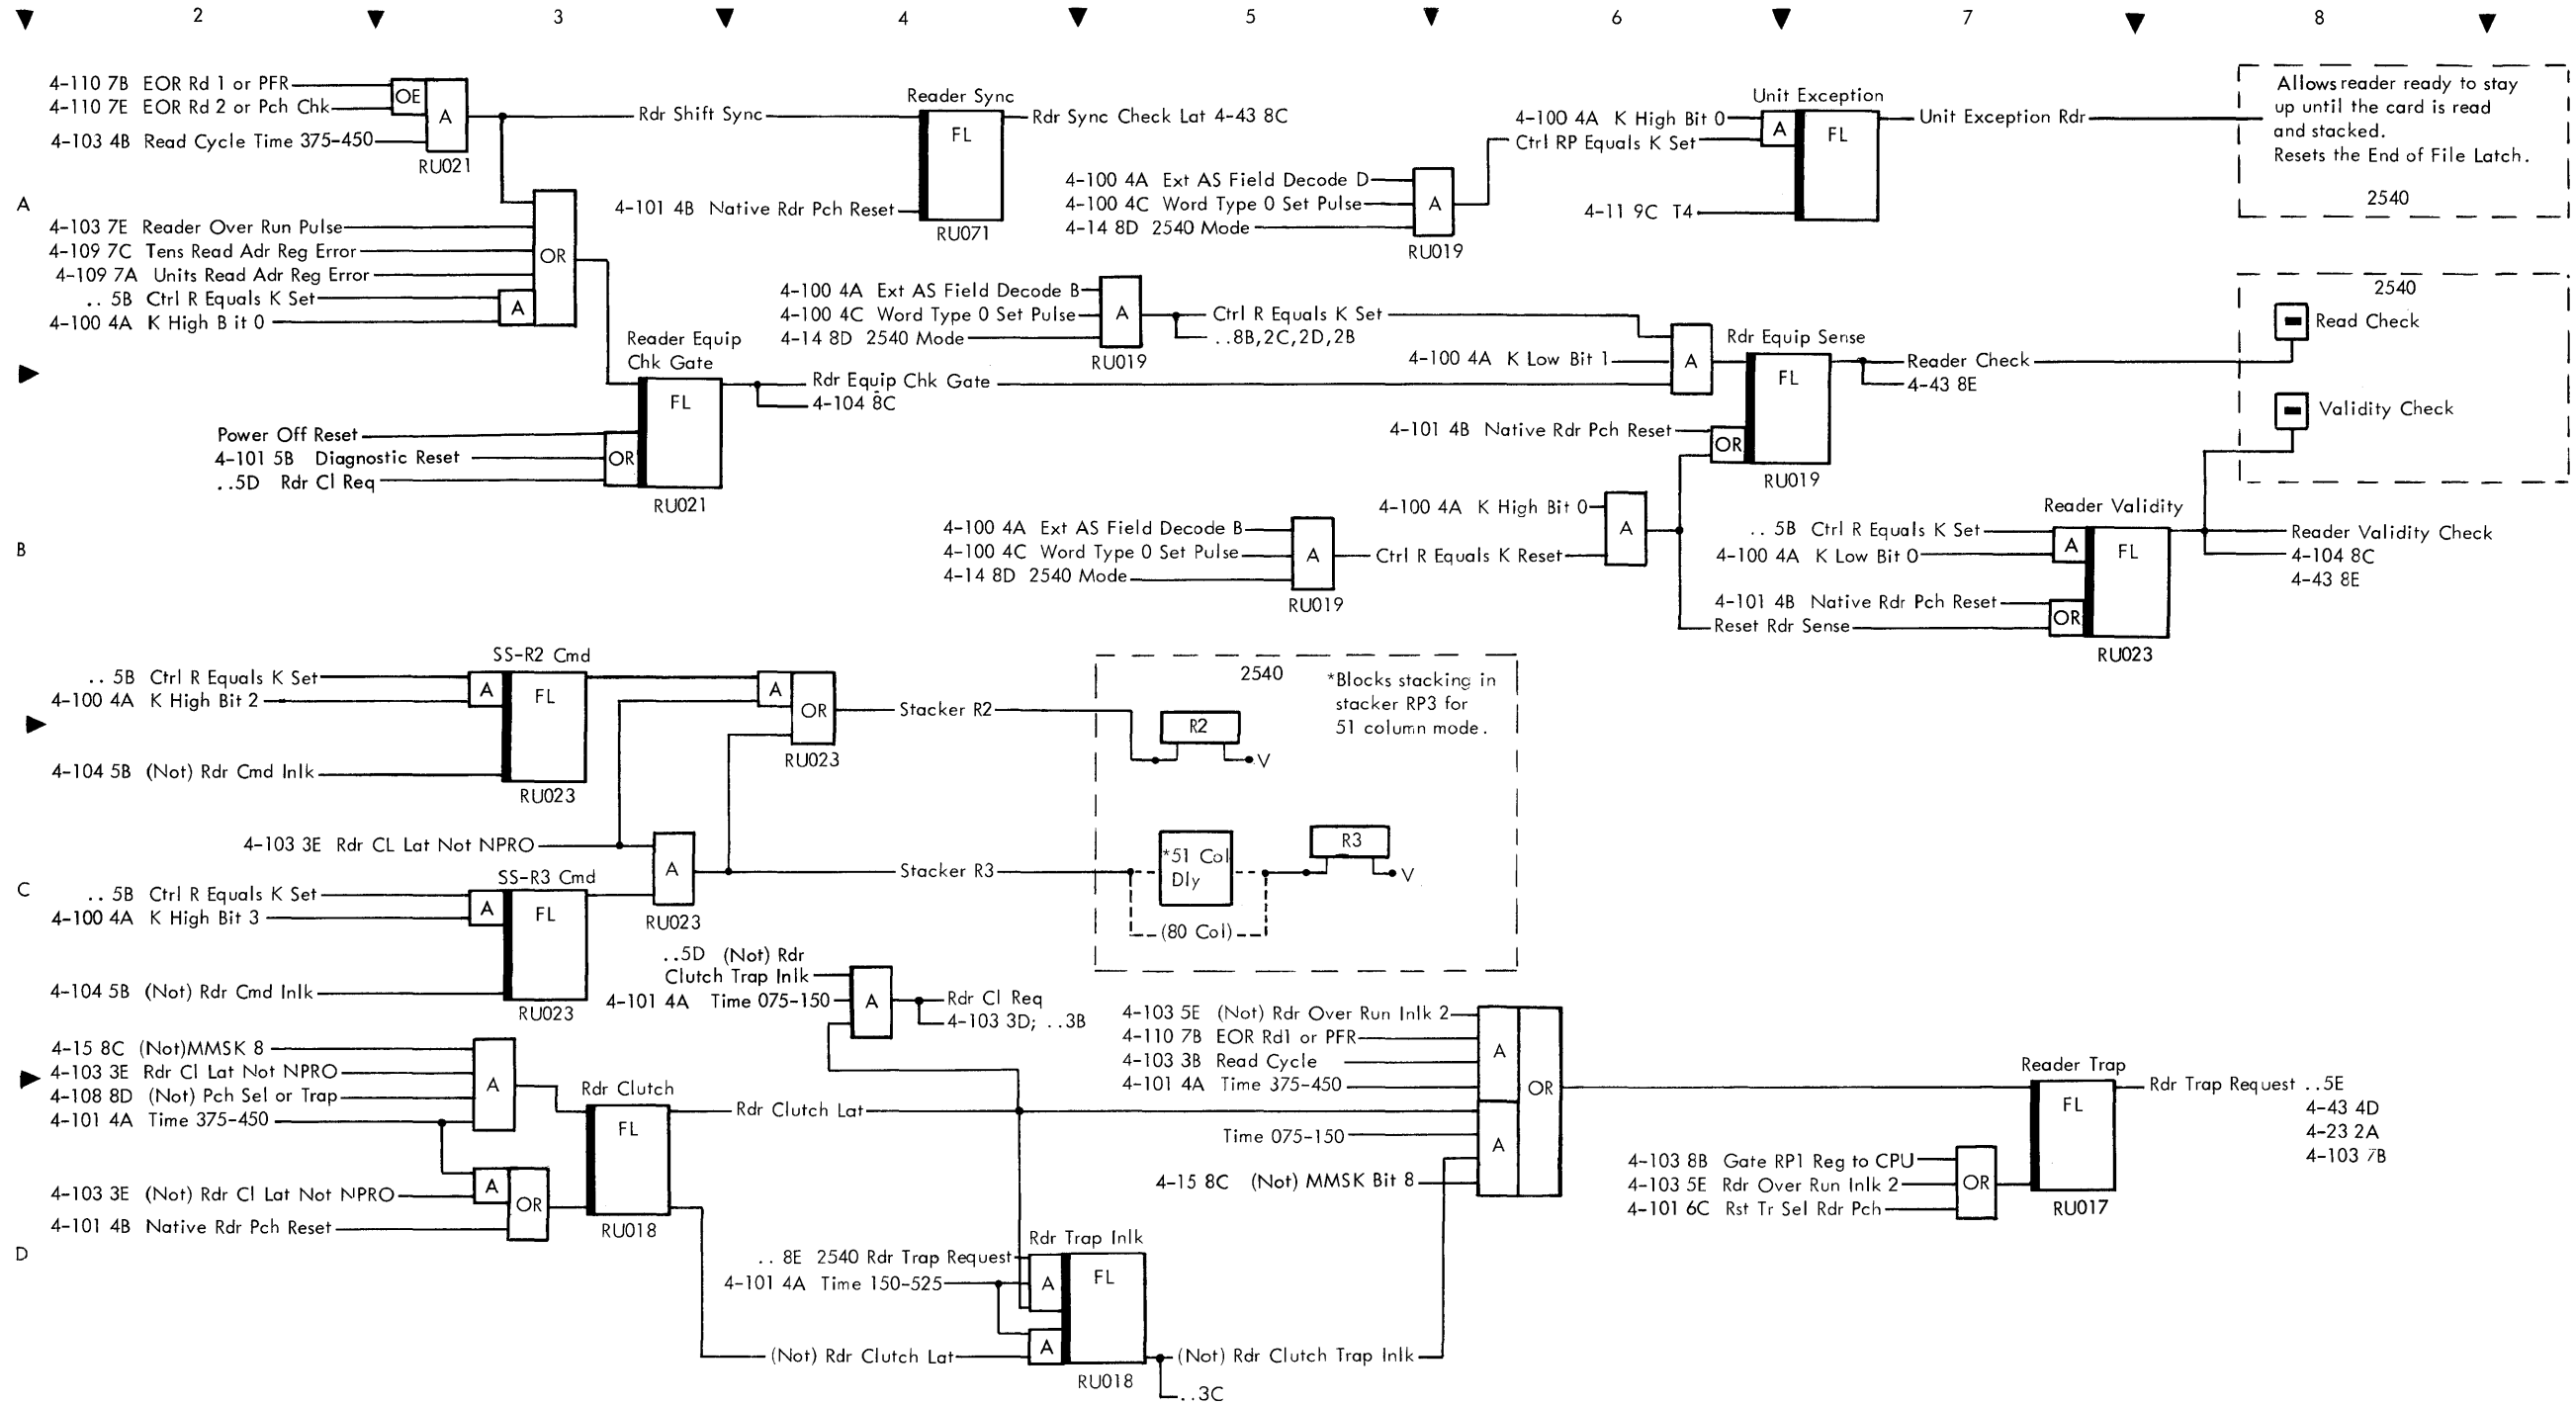 2 3 4 5 6 7 8
4-110 7B EOR Rd 1 or PFR
4-110 7E EOR Rd 2 or Pch Chk
4-103 4B Read Cycle Time 375-450
OE
A
RU021
Rdr Shift Sync
Reader Sync
FL
RU071
Rdr Sync Check Lat 4-43 8C
4-101 4B Native Rdr Pch Reset
4-100 4A Ext AS Field Decode D
4-100 4C Word Type 0 Set Pulse
4-14 8D 2540 Mode
A
RU019
4-100 4A K High Bit 0
Ctrl RP Equals K Set
4-11 9C T4
Unit Exception
A
FL
Unit Exception Rdr
Allows reader ready to stay
up until the card is read
and stacked.
Resets the End of File Latch.
2540
A
4-103 7E Reader Over Run Pulse
4-109 7C Tens Read Adr Reg Error
4-109 7A Units Read Adr Reg Error
.. 5B Ctrl R Equals K Set
4-100 4A K High B it 0
A
OR
Reader Equip
Chk Gate
FL
RU021
Power Off Reset
4-101 5B Diagnostic Reset
..5D Rdr Cl Req
OR
Rdr Equip Chk Gate
4-104 8C
4-100 4A Ext AS Field Decode B
4-100 4C Word Type 0 Set Pulse
4-14 8D 2540 Mode
A
RU019
Ctrl R Equals K Set
..8B,2C,2D,2B
4-100 4A K Low Bit 1
A
Rdr Equip Sense
FL
RU019
4-101 4B Native Rdr Pch Reset
OR
Reader Check
4-43 8E
2540
Read Check
Validity Check
B
4-100 4A Ext AS Field Decode B
4-100 4C Word Type 0 Set Pulse
4-14 8D 2540 Mode
A
RU019
Ctrl R Equals K Reset
4-100 4A K High Bit 0
A
Reader Validity
.. 5B Ctrl R Equals K Set
4-100 4A K Low Bit 0
A
FL
4-101 4B Native Rdr Pch Reset
Reset Rdr Sense
OR
RU023
Reader Validity Check
4-104 8C
4-43 8E
SS-R2 Cmd
.. 5B Ctrl R Equals K Set
4-100 4A K High Bit 2
A
FL
4-104 5B (Not) Rdr Cmd Inlk
RU023
A
OR
RU023
Stacker R2
2540
*Blocks stacking in
stacker RP3 for
51 column mode.
R2
V
4-103 3E Rdr CL Lat Not NPRO
A
RU023
Stacker R3
*51 Col
Dly
(80 Col)
R3
V
C
SS-R3 Cmd
.. 5B Ctrl R Equals K Set
4-100 4A K High Bit 3
A
FL
4-104 5B (Not) Rdr Cmd Inlk
RU023
..5D (Not) Rdr
Clutch Trap Inlk
4-101 4A Time 075-150
A
Rdr Cl Req
4-103 3D; ..3B
4-15 8C (Not)MMSK 8
4-103 3E Rdr Cl Lat Not NPRO
4-108 8D (Not) Pch Sel or Trap
4-101 4A Time 375-450
A
4-103 3E (Not) Rdr Cl Lat Not NPRO
4-101 4B Native Rdr Pch Reset
A
OR
Rdr Clutch
FL
RU018
Rdr Clutch Lat
4-103 5E (Not) Rdr Over Run Inlk 2
4-110 7B EOR Rd1 or PFR
4-103 3B Read Cycle
4-101 4A Time 375-450
A
OR
Time 075-150
A
4-15 8C (Not) MMSK Bit 8
Reader Trap
FL
RU017
4-103 8B Gate RP1 Reg to CPU
4-103 5E Rdr Over Run Inlk 2
4-101 6C Rst Tr Sel Rdr Pch
OR
Rdr Trap Request ..5E
4-43 4D
4-23 2A
4-103 7B
D
Rdr Trap Inlk
.. 8E 2540 Rdr Trap Request
4-101 4A Time 150-525
A
FL
(Not) Rdr Clutch Lat
A
RU018
(Not) Rdr Clutch Trap Inlk
..3C